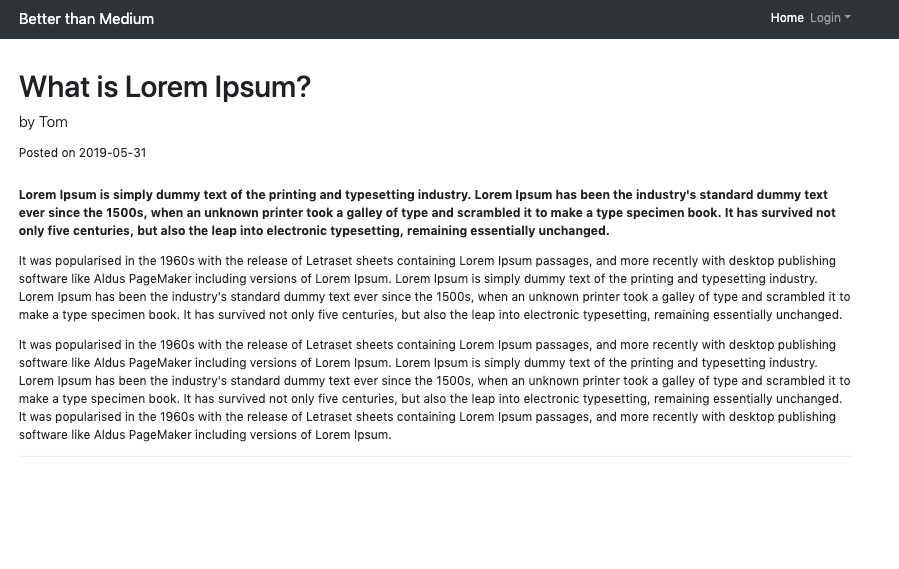 Better than Medium
Home Login
What is Lorem Ipsum?
by Tom
Posted on 2019-05-31
Lorem Ipsum is simply dummy text of the printing and typesetting industry. Lorem Ipsum has been the industry's standard dummy text
ever since the 1500s, when an unknown printer took a galley of type and scrambled it to make a type specimen book. It has survived not
only five centuries, but also the leap into electronic typesetting, remaining essentially unchanged.
It was popularised in the 1960s with the release of Letraset sheets containing Lorem Ipsum passages, and more recently with desktop publishing
software like Aldus PageMaker including versions of Lorem Ipsum. Lorem Ipsum is simply dummy text of the printing and typesetting industry.
Lorem Ipsum has been the industry's standard dummy text ever since the 1500s, when an unknown printer took a galley of type and scrambled it to
make a type specimen book. It has survived not only five centuries, but also the leap into electronic typesetting, remaining essentially unchanged.
It was popularised in the 1960s with the release of Letraset sheets containing Lorem Ipsum passages, and more recently with desktop publishing
software like Aldus PageMaker including versions of Lorem Ipsum. Lorem Ipsum is simply dummy text of the printing and typesetting industry.
Lorem Ipsum has been the industry's standard dummy text ever since the 1500s, when an unknown printer took a galley of type and scrambled it to
make a type specimen book. It has survived not only five centuries, but also the leap into electronic typesetting, remaining essentially unchanged.
It was popularised in the 1960s with the release of Letraset sheets containing Lorem Ipsum passages, and more recently with desktop publishing
software like Aldus PageMaker including versions of Lorem Ipsum.